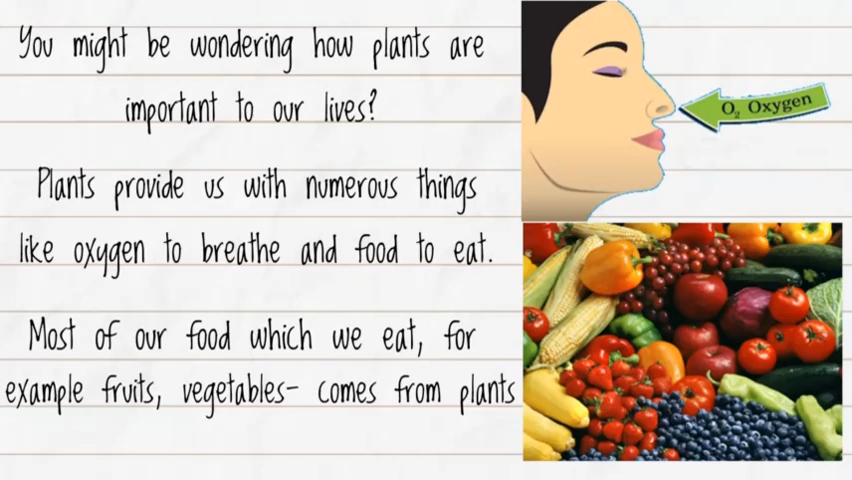 You might be wondering how plants are
important to our lives?
Plants provide us with numerous things
like oxygen to breathe and food to eat.
Most of our food which we eat, for
example fruits, vegetables- comes from plants
O₂ Oxygen